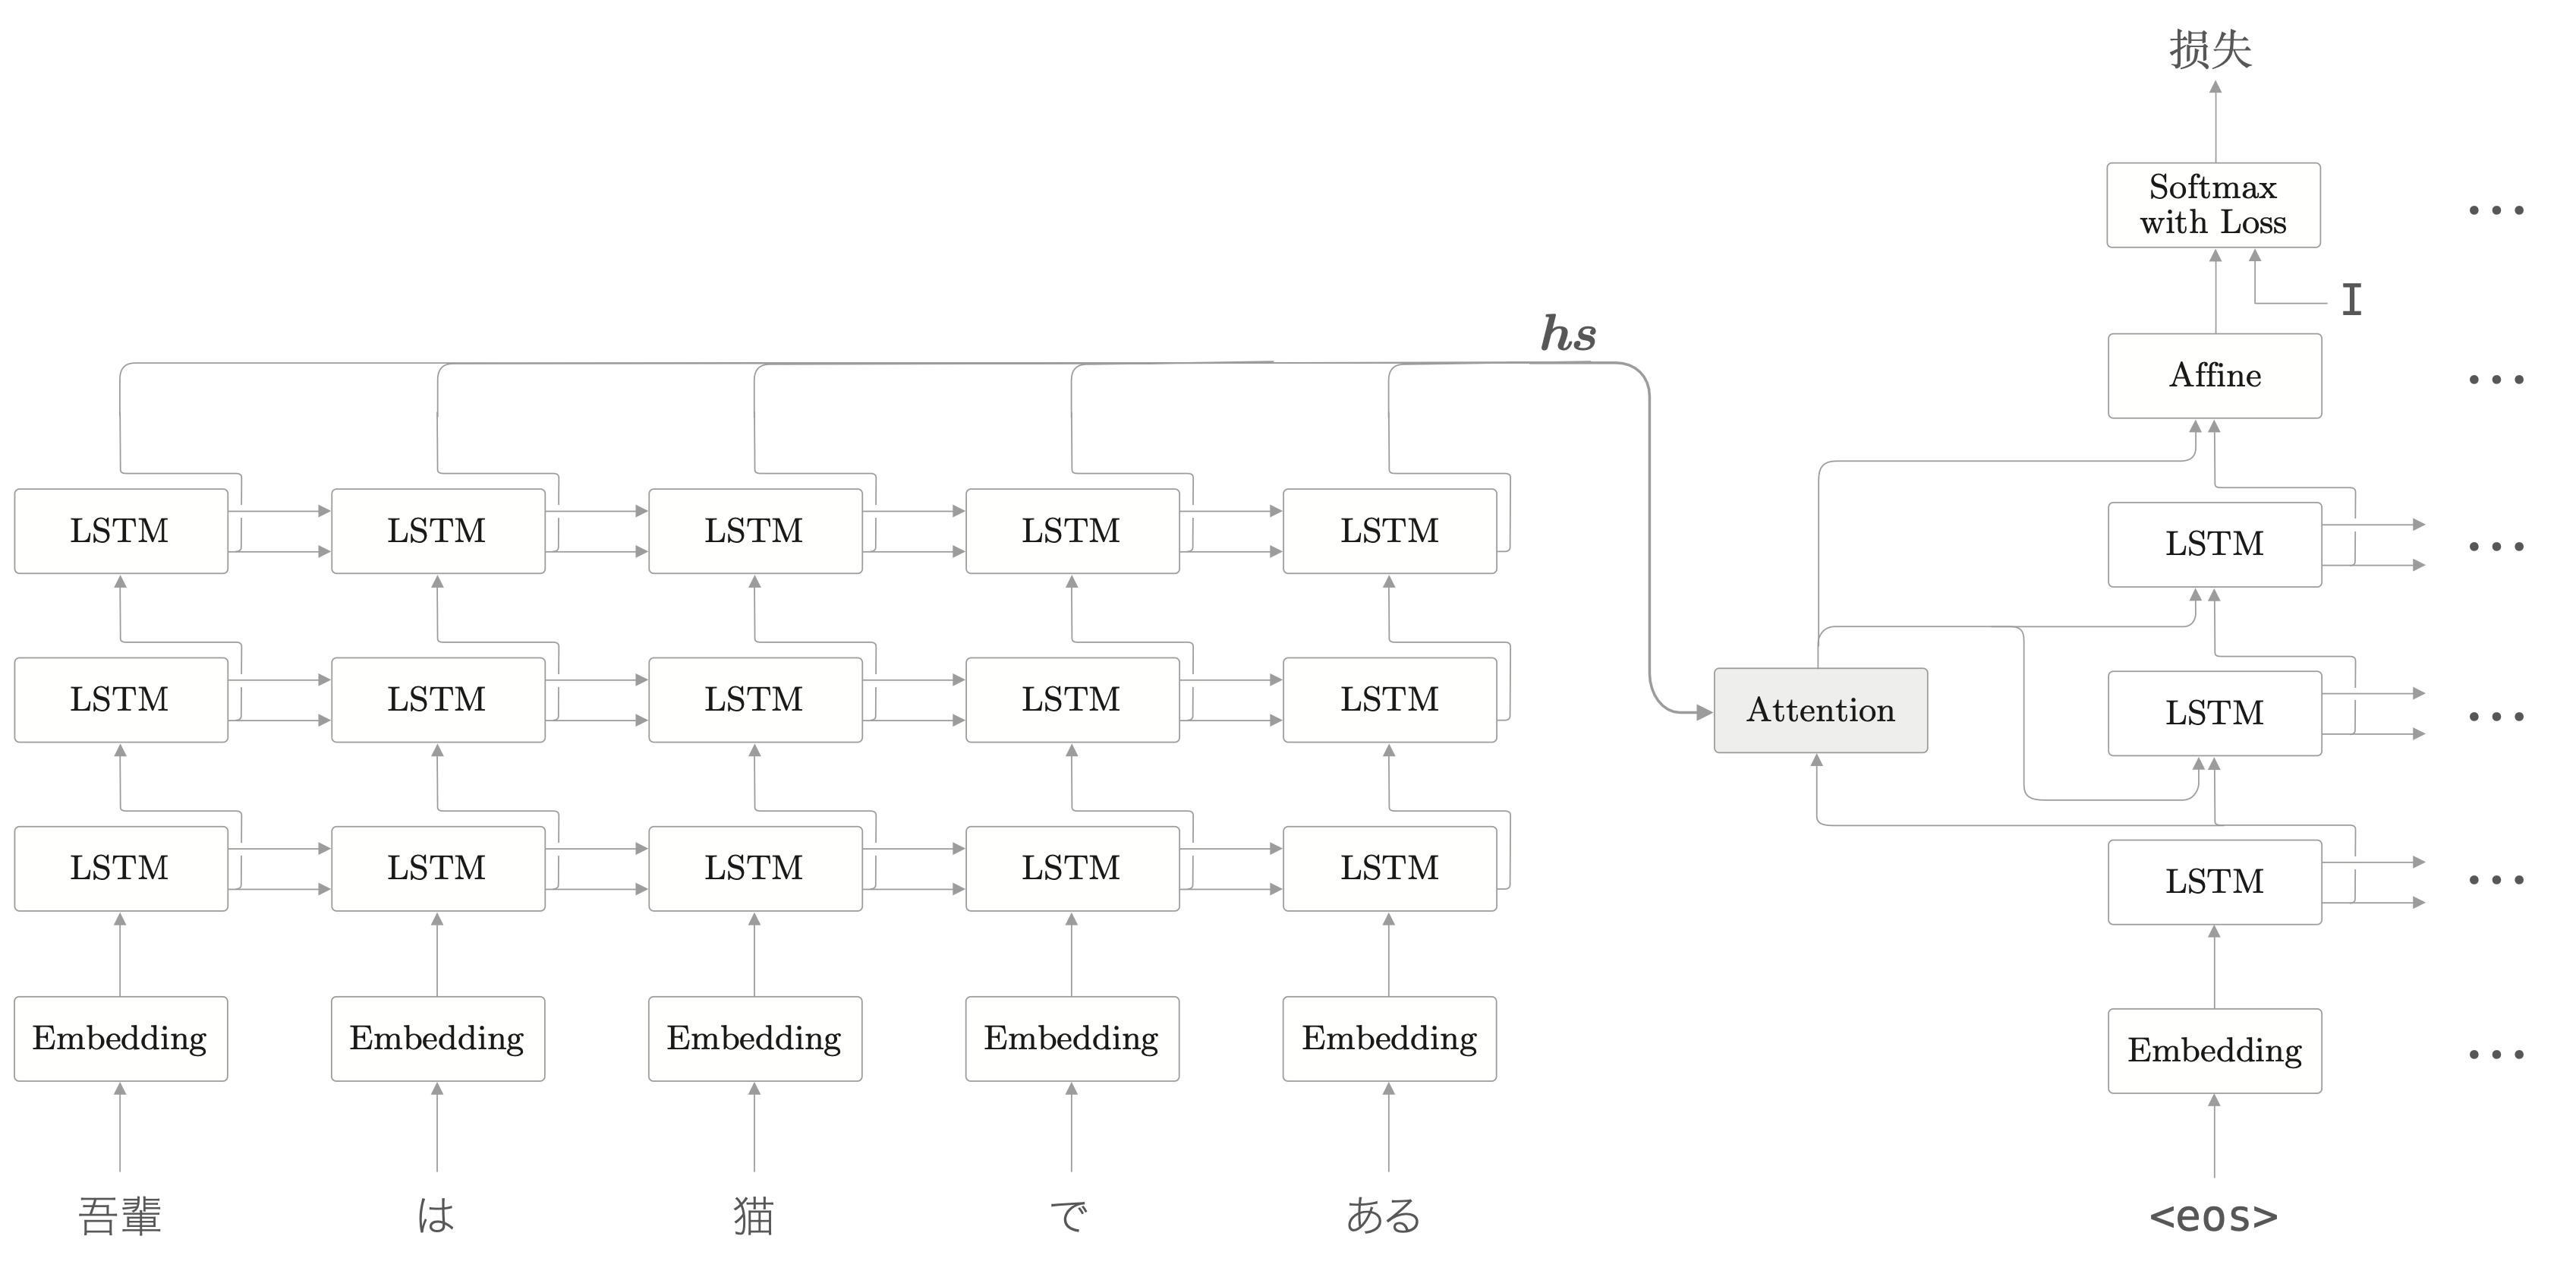 损失
Softmax
with Loss
...
I
hs
Affine
...
LSTM LSTM LSTM LSTM LSTM LSTM ...
LSTM LSTM LSTM LSTM LSTM Attention LSTM ...
LSTM LSTM LSTM LSTM LSTM LSTM ...
Embedding Embedding Embedding Embedding Embedding Embedding ...
吾輩 は 猫 で ある <eos>